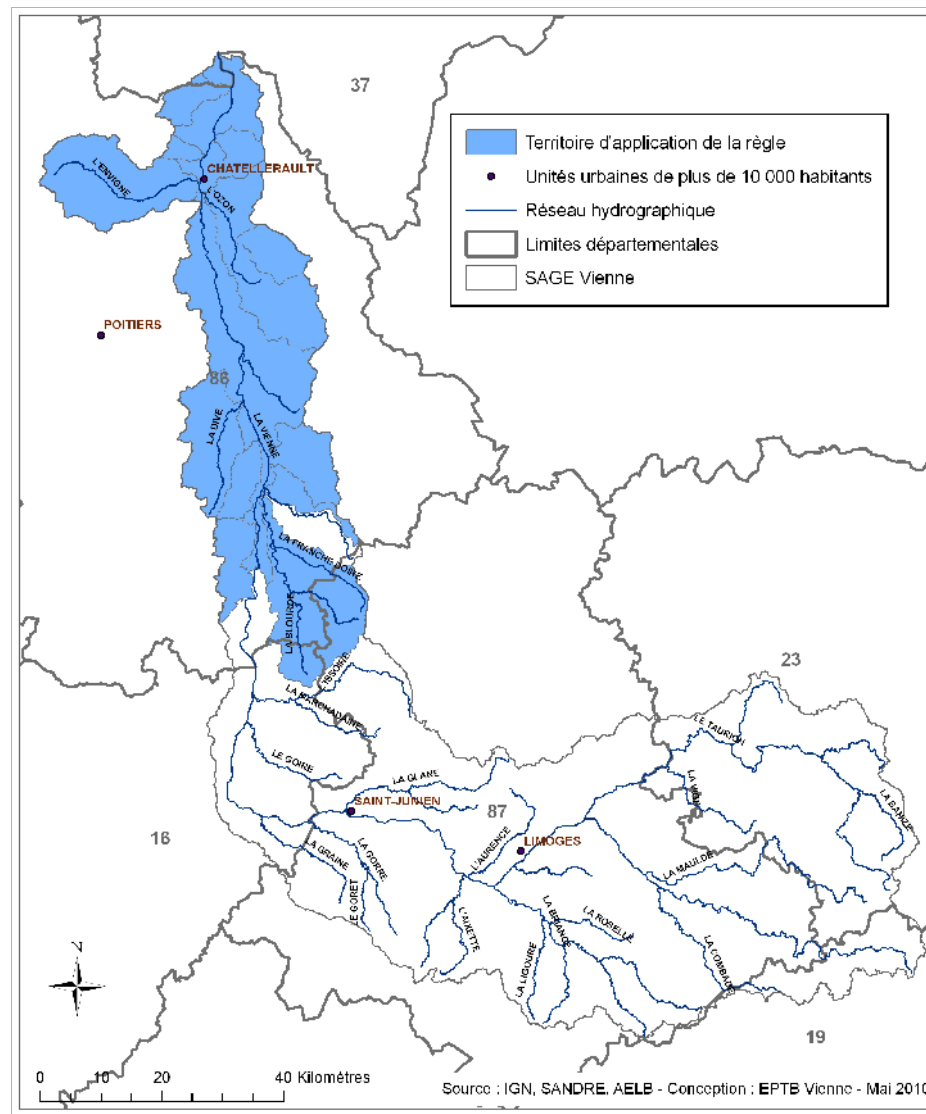 37
Territoire d'application de la règle
Unités urbaines de plus de 10 000 habitants
Réseau hydrographique
Limites départementales
SAGE Vienne
CHATELLERAULT
L'ENVIGNE
L'OZON
POITIERS
86
LA DIVE
LA VIENNE
LA FRANCHE DOIRE
LA BLOURDE
L'ISSOIRE
23
LA MARCHADAINE
LE TAURION
LE GOIRE
LA GLANE
LA VIGE
LA BANIZE
SAINT-JUNIEN
87
16
L'AURENCE
LIMOGES
LA GRAINE
LA GORRE
LA MAULDE
LE GORET
L'AIXETTE
LA BRIANCE
LA ROSELLE
LA LIGOURE
LA COMBADE
N
19
0 10 20 40 Kilométres
Source : IGN, SANDRE, AELB - Conception : EPTB Vienne - Mai 2010